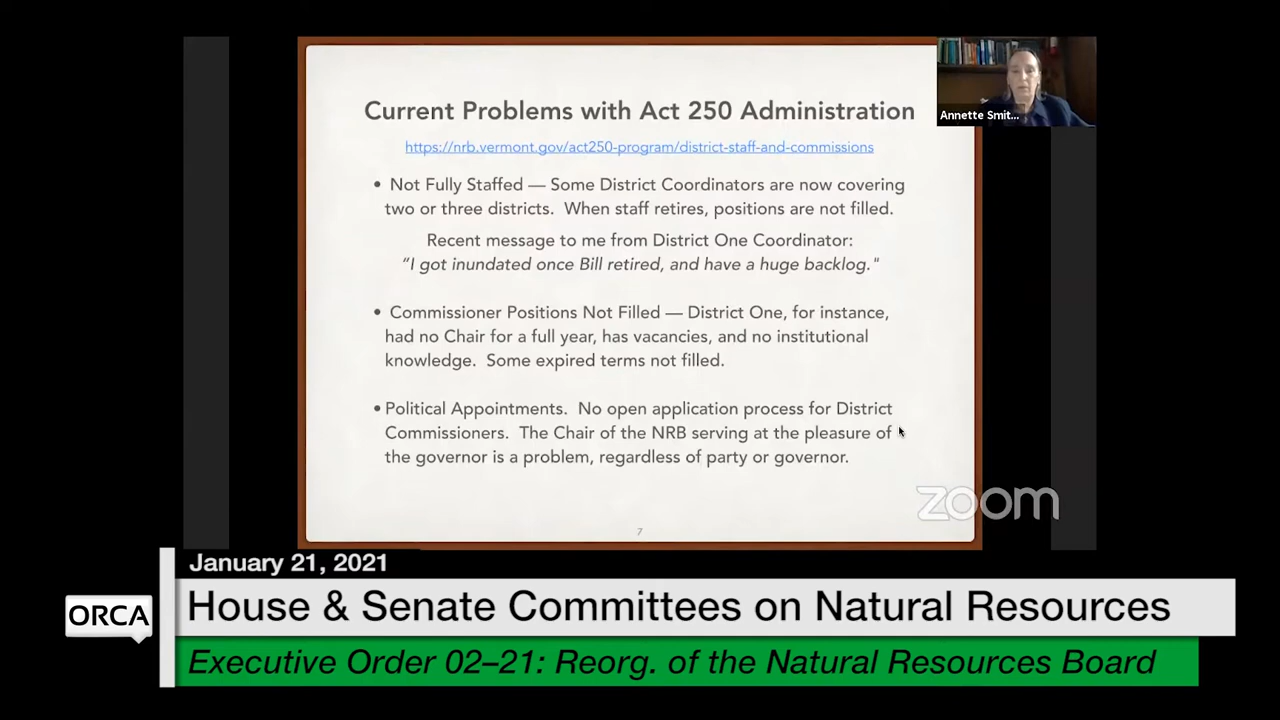 Current Problems with Act 250 Administration
Annette Smit...
https://nrb.vermont.gov/act250-program/district-staff-and-commissions
• Not Fully Staffed — Some District Coordinators are now covering
two or three districts.  When staff retires, positions are not filled.
Recent message to me from District One Coordinator:
“I got inundated once Bill retired, and have a huge backlog."
• Commissioner Positions Not Filled — District One, for instance,
had no Chair for a full year, has vacancies, and no institutional
knowledge.  Some expired terms not filled.
• Political Appointments.  No open application process for District
Commissioners.  The Chair of the NRB serving at the pleasure of
the governor is a problem, regardless of party or governor.
zoom
7
January 21, 2021
ORCA
House & Senate Committees on Natural Resources
Executive Order 02–21: Reorg. of the Natural Resources Board